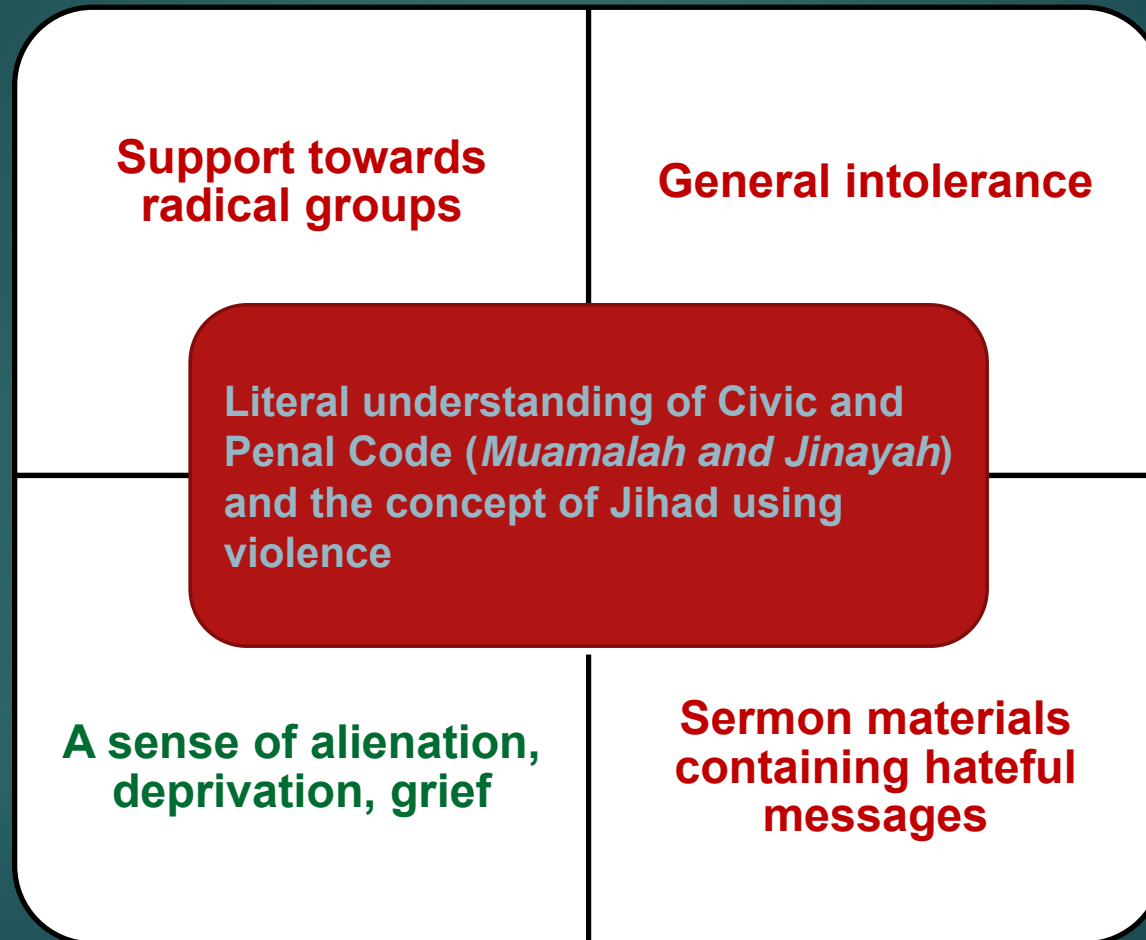 Support towards
radical groups
General intolerance
Literal understanding of Civic and
Penal Code (Muamalah and Jinayah)
and the concept of Jihad using
violence
A sense of alienation,
deprivation, grief
Sermon materials
containing hateful
messages